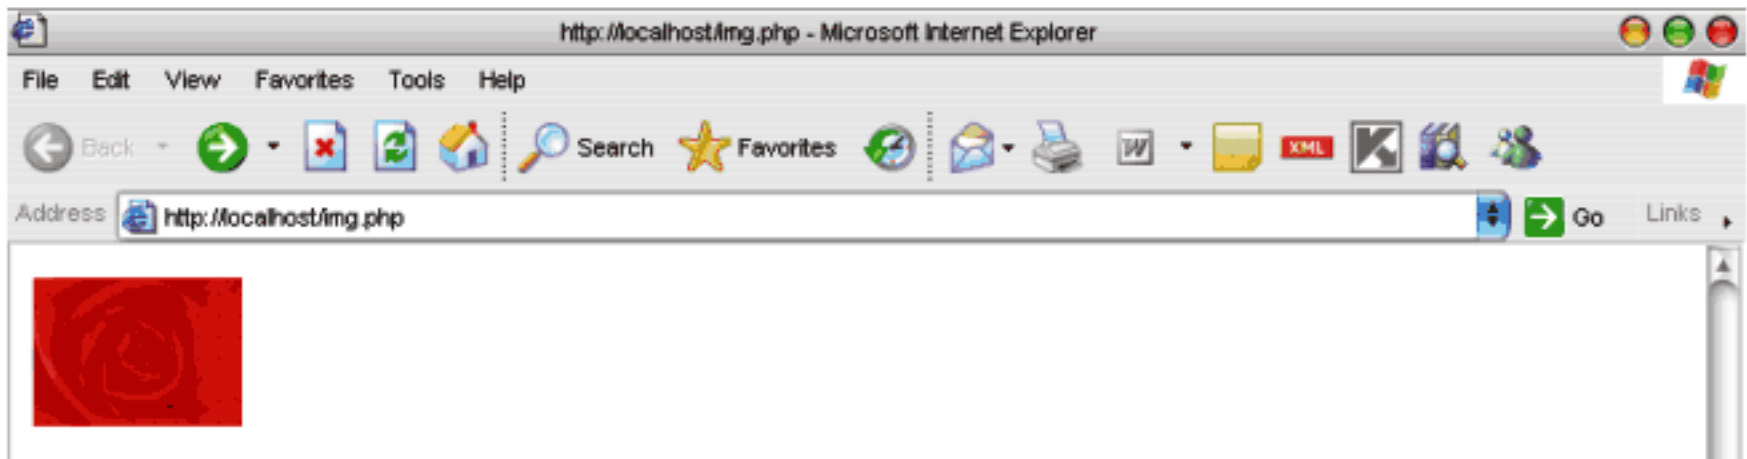 http://localhost/img.php - Microsoft Internet Explorer
File Edit View Favorites Tools Help
Back Search Favorites W XML K
Address http://localhost/img.php Go Links